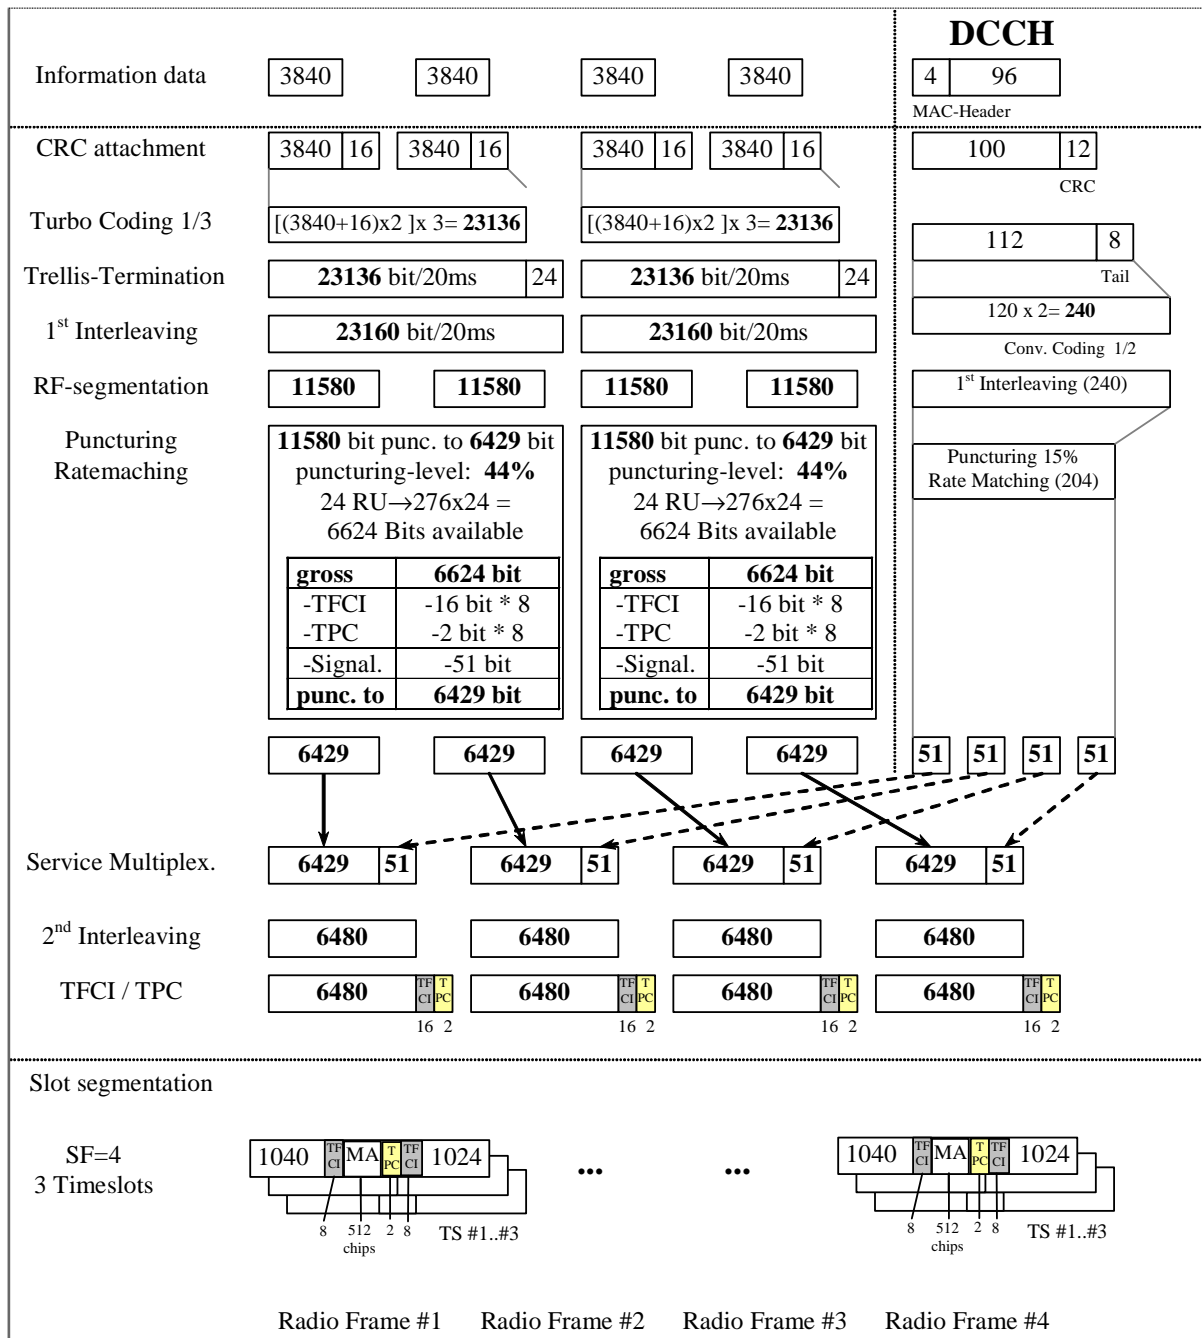 DCCH
Information data 3840 3840 3840 3840 4 96
MAC-Header
CRC attachment 3840 16 3840 16 3840 16 3840 16 100 12
CRC
Turbo Coding 1/3 [(3840+16)x2 ]x 3= 23136 [(3840+16)x2 ]x 3= 23136
112 8
Trellis-Termination 23136 bit/20ms 24 23136 bit/20ms 24 Tail
120 x 2= 240
1st Interleaving 23160 bit/20ms 23160 bit/20ms
Conv. Coding 1/2
RF-segmentation 11580 11580 11580 11580 1st Interleaving (240)
Puncturing
Ratemaching
11580 bit punc. to 6429 bit
puncturing-level: 44%
24 RU→276x24 =
6624 Bits available
gross 6624 bit
-TFCI -16 bit * 8
-TPC -2 bit * 8
-Signal. -51 bit
punc. to 6429 bit
11580 bit punc. to 6429 bit
puncturing-level: 44%
24 RU→276x24 =
6624 Bits available
gross 6624 bit
-TFCI -16 bit * 8
-TPC -2 bit * 8
-Signal. -51 bit
punc. to 6429 bit
Puncturing 15%
Rate Matching (204)
6429 6429 6429 6429 51 51 51 51
Service Multiplex. 6429 51 6429 51 6429 51 6429 51
2nd Interleaving 6480 6480 6480 6480
TFCI / TPC 6480 TF CI T PC 6480 TF CI T PC 6480 TF CI T PC 6480 TF CI T PC
16 2 16 2 16 2 16 2
Slot segmentation
SF=4
3 Timeslots
1040 TF CI MA T PC TF CI 1024
8 512 chips 2 8 TS #1..#3
... ...
1040 TF CI MA T PC TF CI 1024
8 512 chips 2 8 TS #1..#3
Radio Frame #1 Radio Frame #2 Radio Frame #3 Radio Frame #4